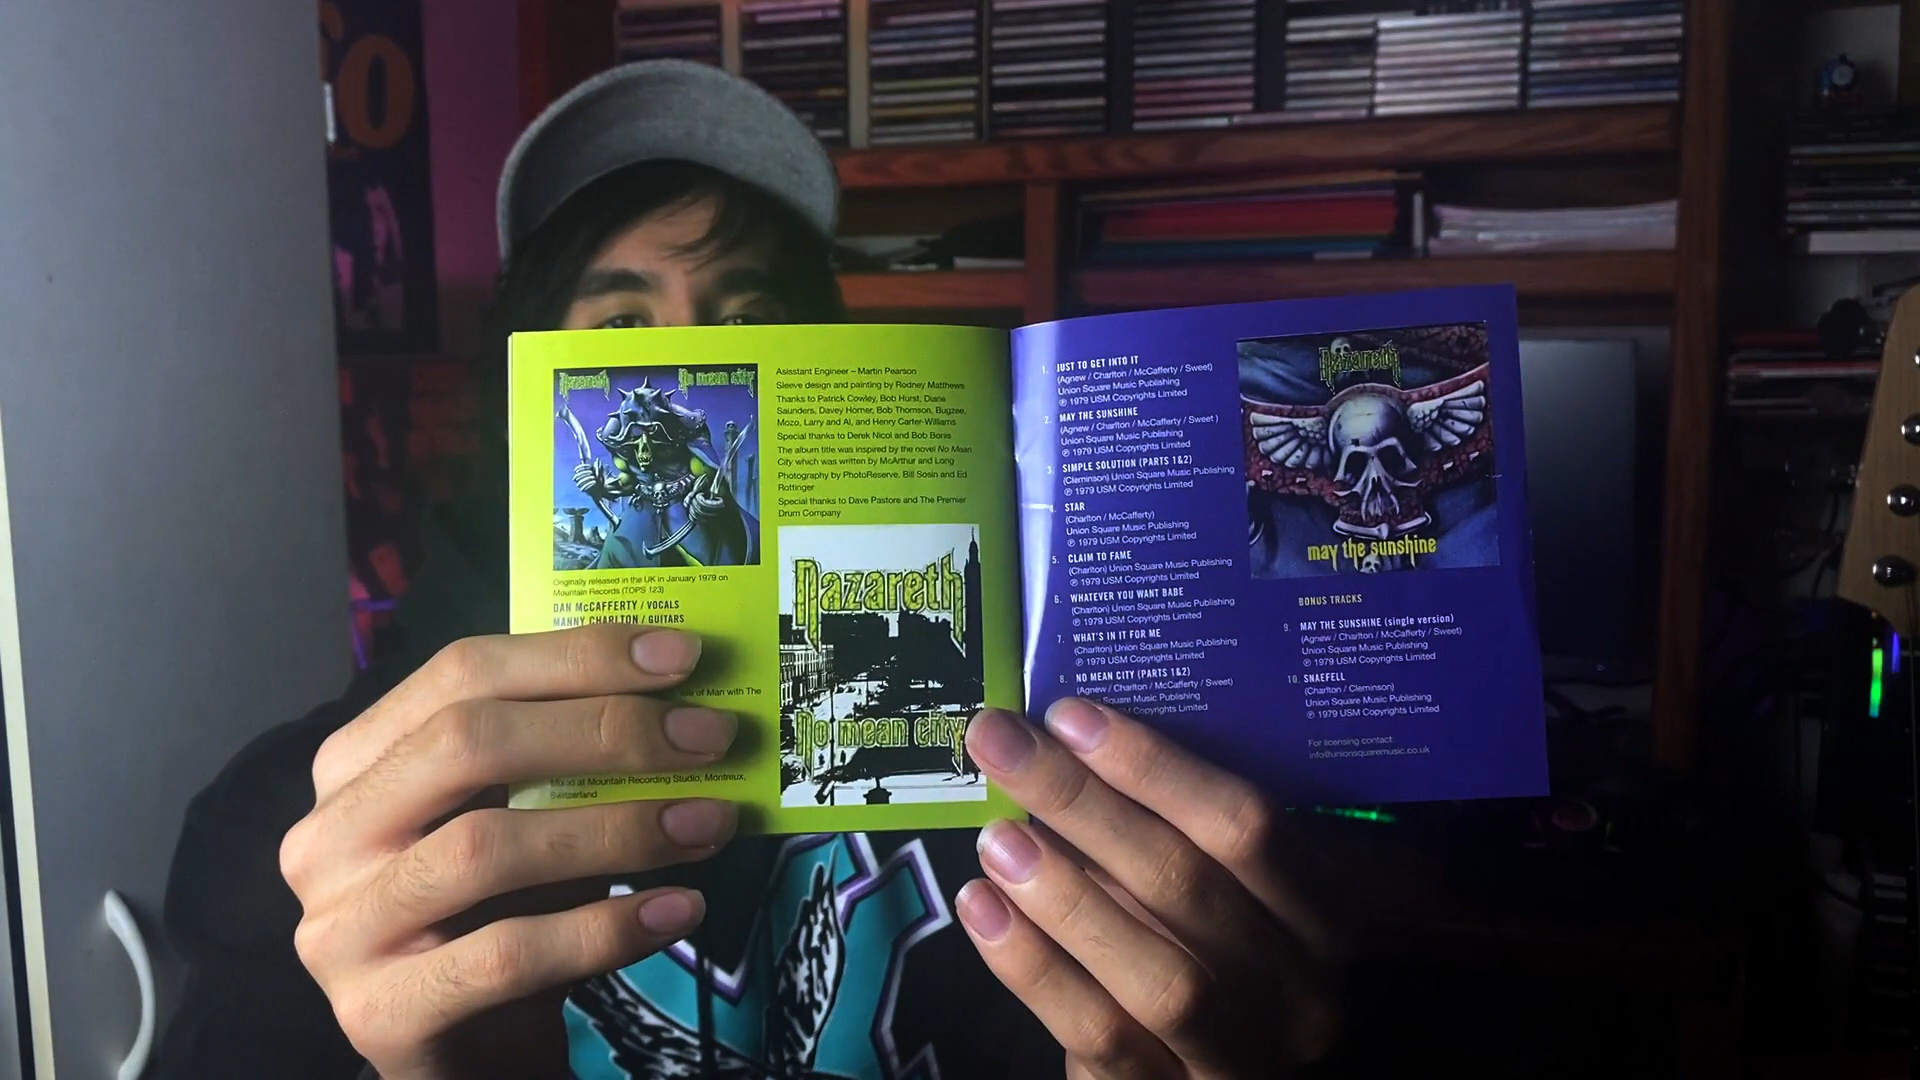 Nazareth
No mean city
Originally released in the UK in January 1979 on
Mountain Records (TOPS 123)
DAN McCAFFERTY / VOCALS
MANNY CHARLTON / GUITARS
of Man with The
Mixed at Mountain Recording Studio, Montreux,
Switzerland
Asisstant Engineer – Martin Pearson
Sleeve design and painting by Rodney Matthews
Thanks to Patrick Cowley, Bob Hurst, Diane
Saunders, Davey Horner, Bob Thomson, Bugzee,
Mozo, Larry and Al, and Henry Carter-Williams
Special thanks to Derek Nicol and Bob Bonis
The album title was inspired by the novel No Mean
City which was written by McArthur and Long
Photography by PhotoReserve, Bill Sosin and Ed
Rottinger
Special thanks to Dave Pastore and The Premier
Drum Company
Nazareth
No mean city
1. JUST TO GET INTO IT
(Agnew / Charlton / McCafferty / Sweet)
Union Square Music Publishing
℗ 1979 USM Copyrights Limited
2. MAY THE SUNSHINE
(Agnew / Charlton / McCafferty / Sweet )
Union Square Music Publishing
℗ 1979 USM Copyrights Limited
3. SIMPLE SOLUTION (PARTS 1&2)
(Cleminson) Union Square Music Publishing
℗ 1979 USM Copyrights Limited
4. STAR
(Charlton / McCafferty)
Union Square Music Publishing
℗ 1979 USM Copyrights Limited
5. CLAIM TO FAME
(Charlton) Union Square Music Publishing
℗ 1979 USM Copyrights Limited
6. WHATEVER YOU WANT BABE
(Charlton) Union Square Music Publishing
℗ 1979 USM Copyrights Limited
7. WHAT'S IN IT FOR ME
(Charlton) Union Square Music Publishing
℗ 1979 USM Copyrights Limited
8. NO MEAN CITY (PARTS 1&2)
(Agnew / Charlton / McCafferty / Sweet)
Square Music Publishing
Copyrights Limited
Nazareth
may the sunshine
BONUS TRACKS
9. MAY THE SUNSHINE (single version)
(Agnew / Charlton / McCafferty / Sweet)
Union Square Music Publishing
℗ 1979 USM Copyrights Limited
10. SNAEFELL
(Charlton / Cleminson)
Union Square Music Publishing
℗ 1979 USM Copyrights Limited
For licensing contact:
info@unionsquaremusic.co.uk